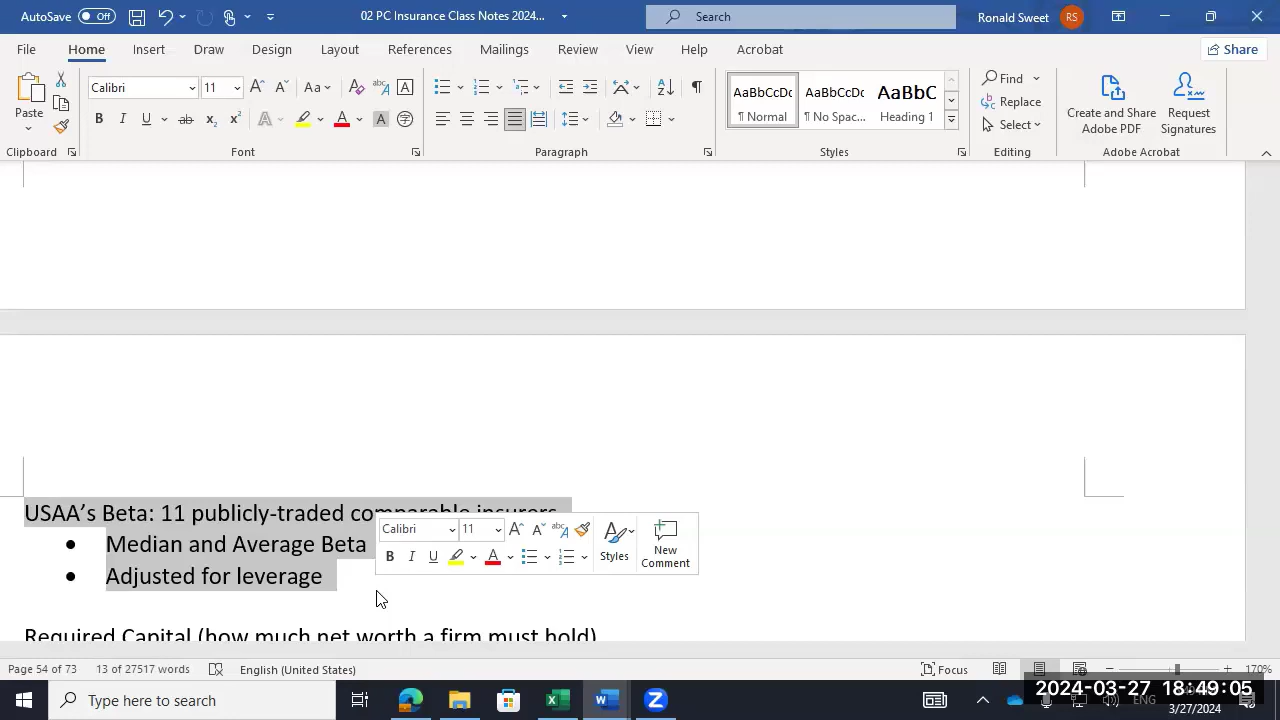 AutoSave Off 02 PC Insurance Class Notes 2024... Search Ronald Sweet RS
File Home Insert Draw Design Layout References Mailings Review View Help Acrobat Share
Paste Calibri 11 Aa AaBbCcDc AaBbCcDc AaBbC Find Replace Select Create and Share Adobe PDF Request Signatures
B I U ab x₂ x² A A A ¶ Normal ¶ No Spac... Heading 1
Clipboard Font Paragraph Styles Editing Adobe Acrobat
USAA's Beta: 11 publicly-traded comparable insurers
• Median and Average Beta
• Adjusted for leverage
Calibri 11 Styles New Comment
B I U A
Required Capital (how much net worth a firm must hold)
Page 54 of 73 13 of 27517 words English (United States) Focus 170%
Type here to search
2024-03-27 18:49:05
ENG
3/27/2024